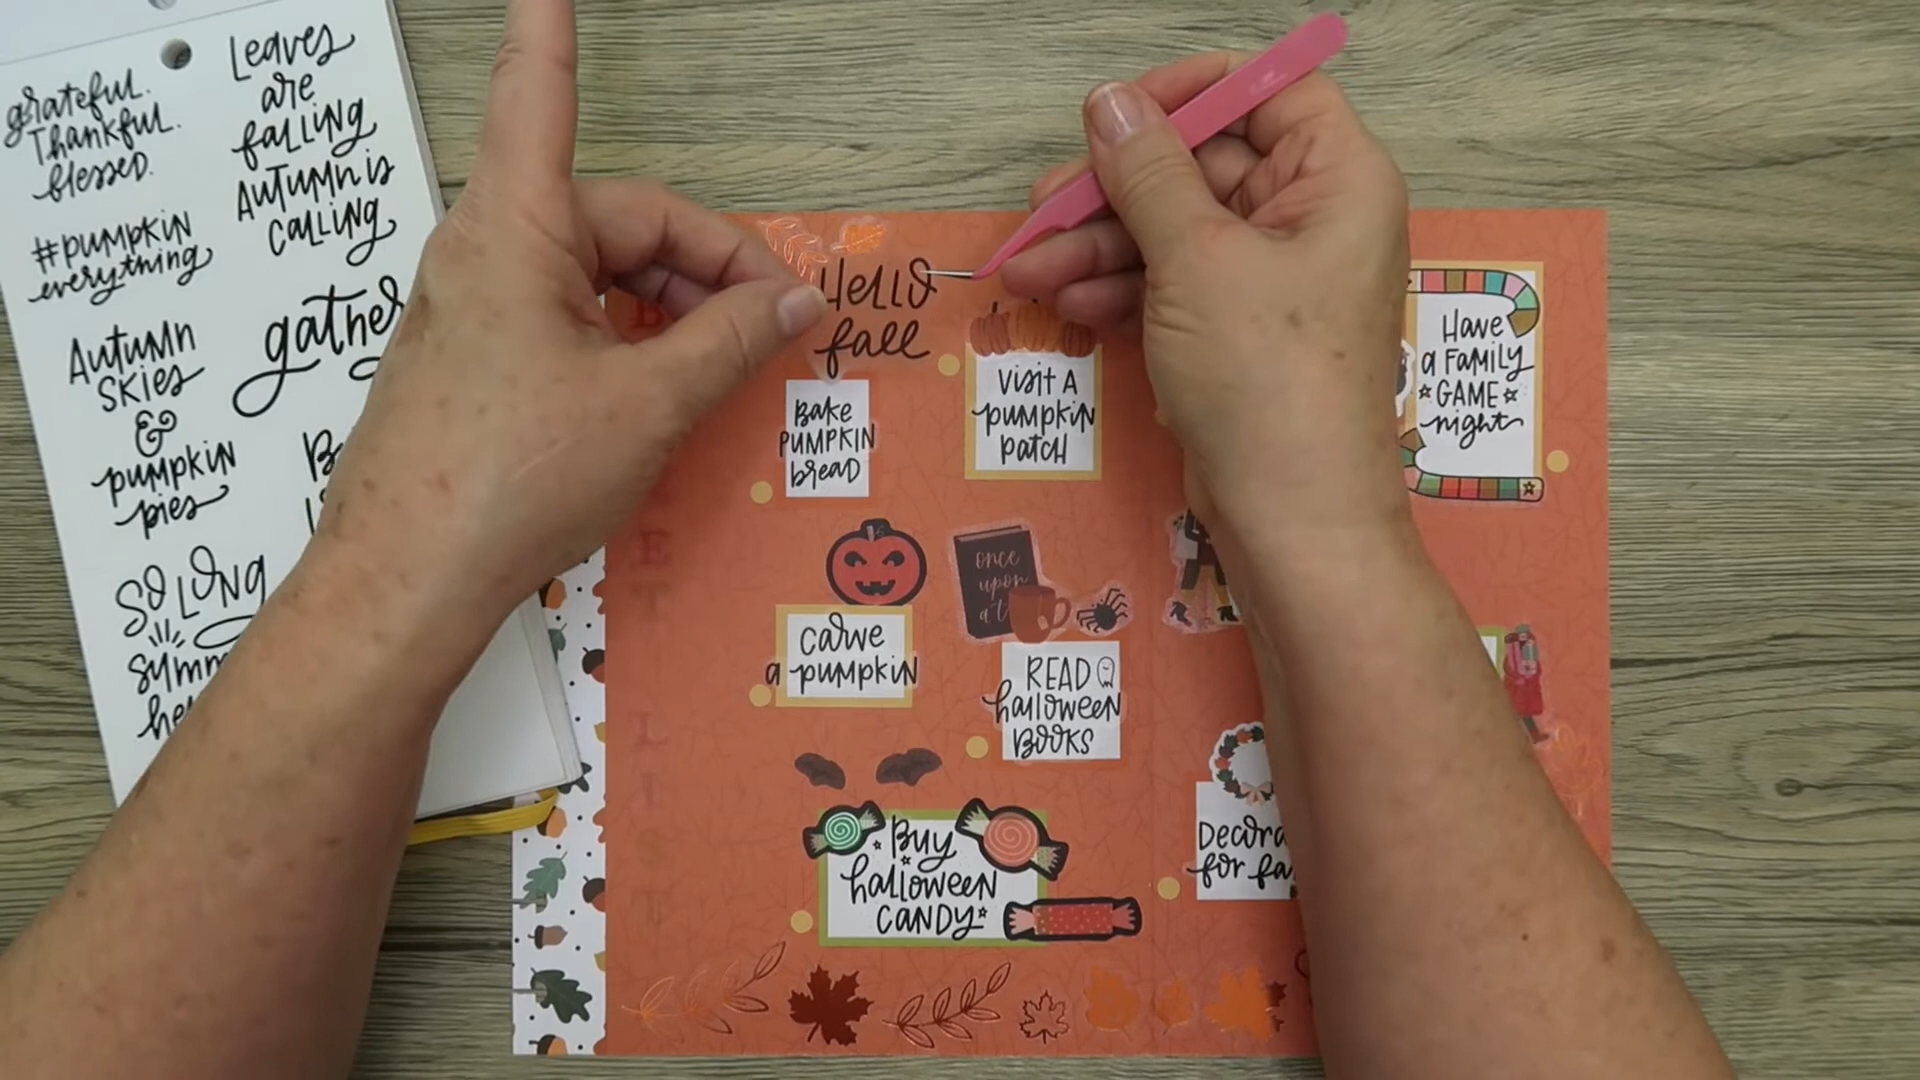 grateful.
Thankful.
blessed.
Leaves
are
falling
Autumn is
calling
#pumpkin
everything
Autumn
skies
&
pumpkin
pies
gather
So Long
Hello
fall
Bake
PUMPKIN
bread
Visit A
pumpkin
patch
Have
a Family
GAME
night
once
upon
carve
a pumpkin
READ
halloween
BOOKS
Buy
halloween
CANDY
for
E
T
L
I
S
T